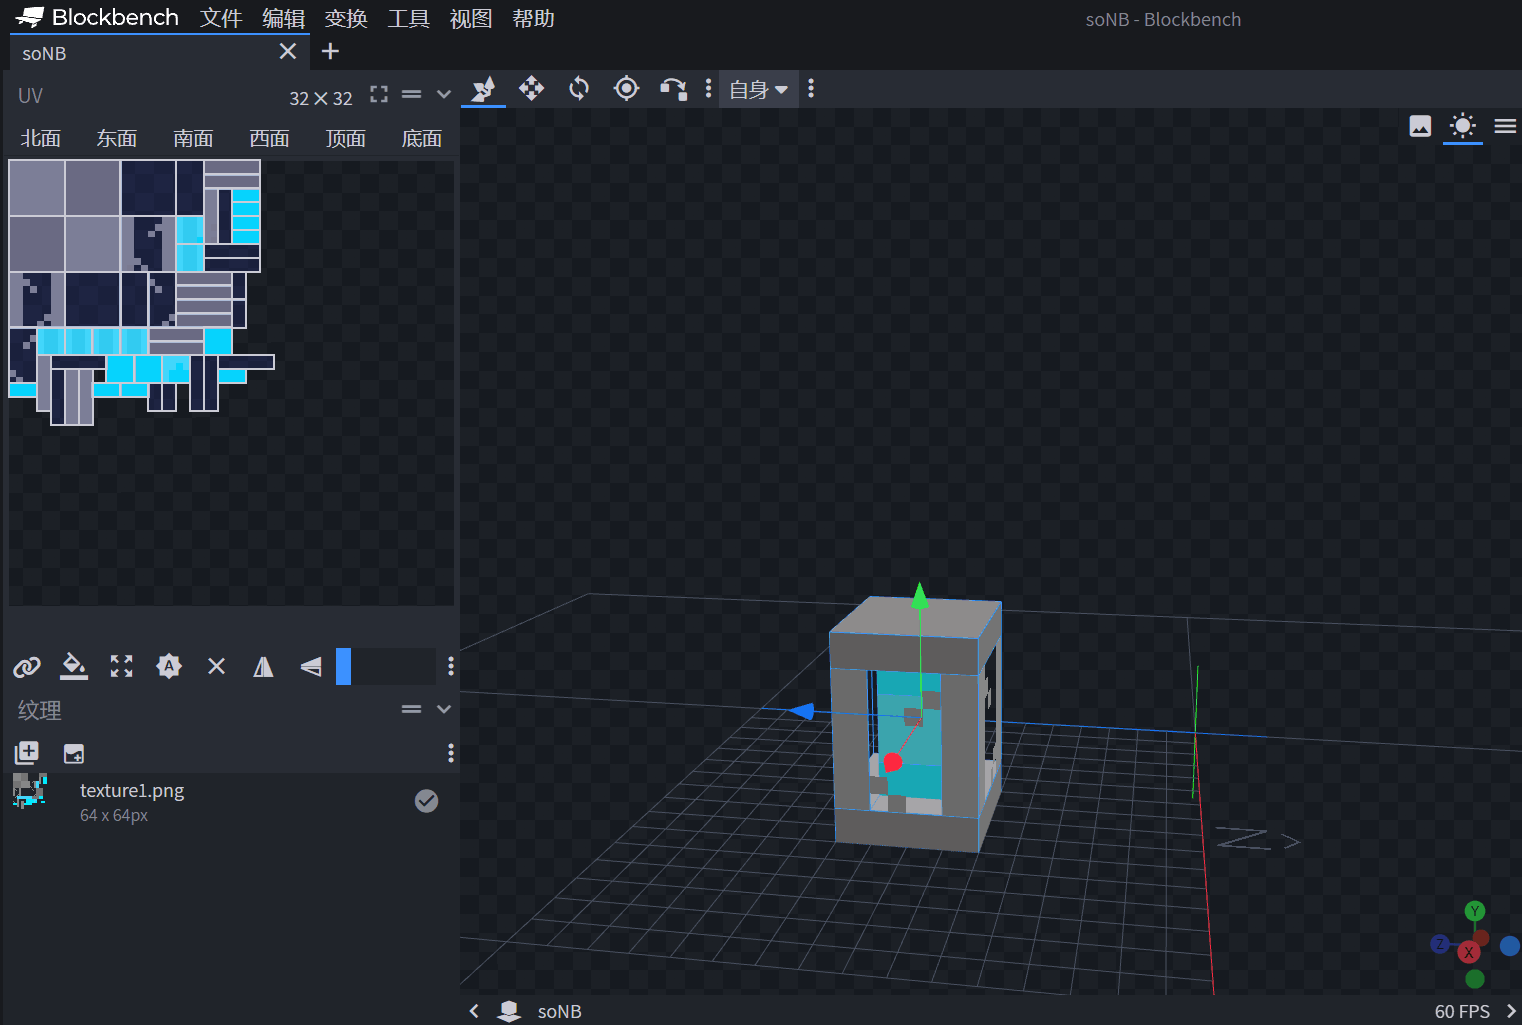 Blockbench 文件 编辑 变换 工具 视图 帮助 soNB - Blockbench
soNB
UV 32×32
自身
北面 东面 南面 西面 顶面 底面
纹理
texture1.png
64 x 64px
Y
Z
X
soNB 60 FPS